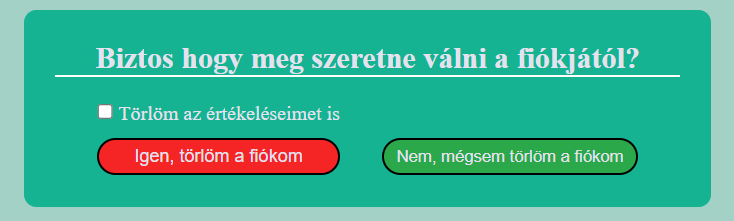 Biztos hogy meg szeretne válni a fiókjától?
Törlöm az értékeléseimet is
Igen, törlöm a fiókom
Nem, mégsem törlöm a fiókom